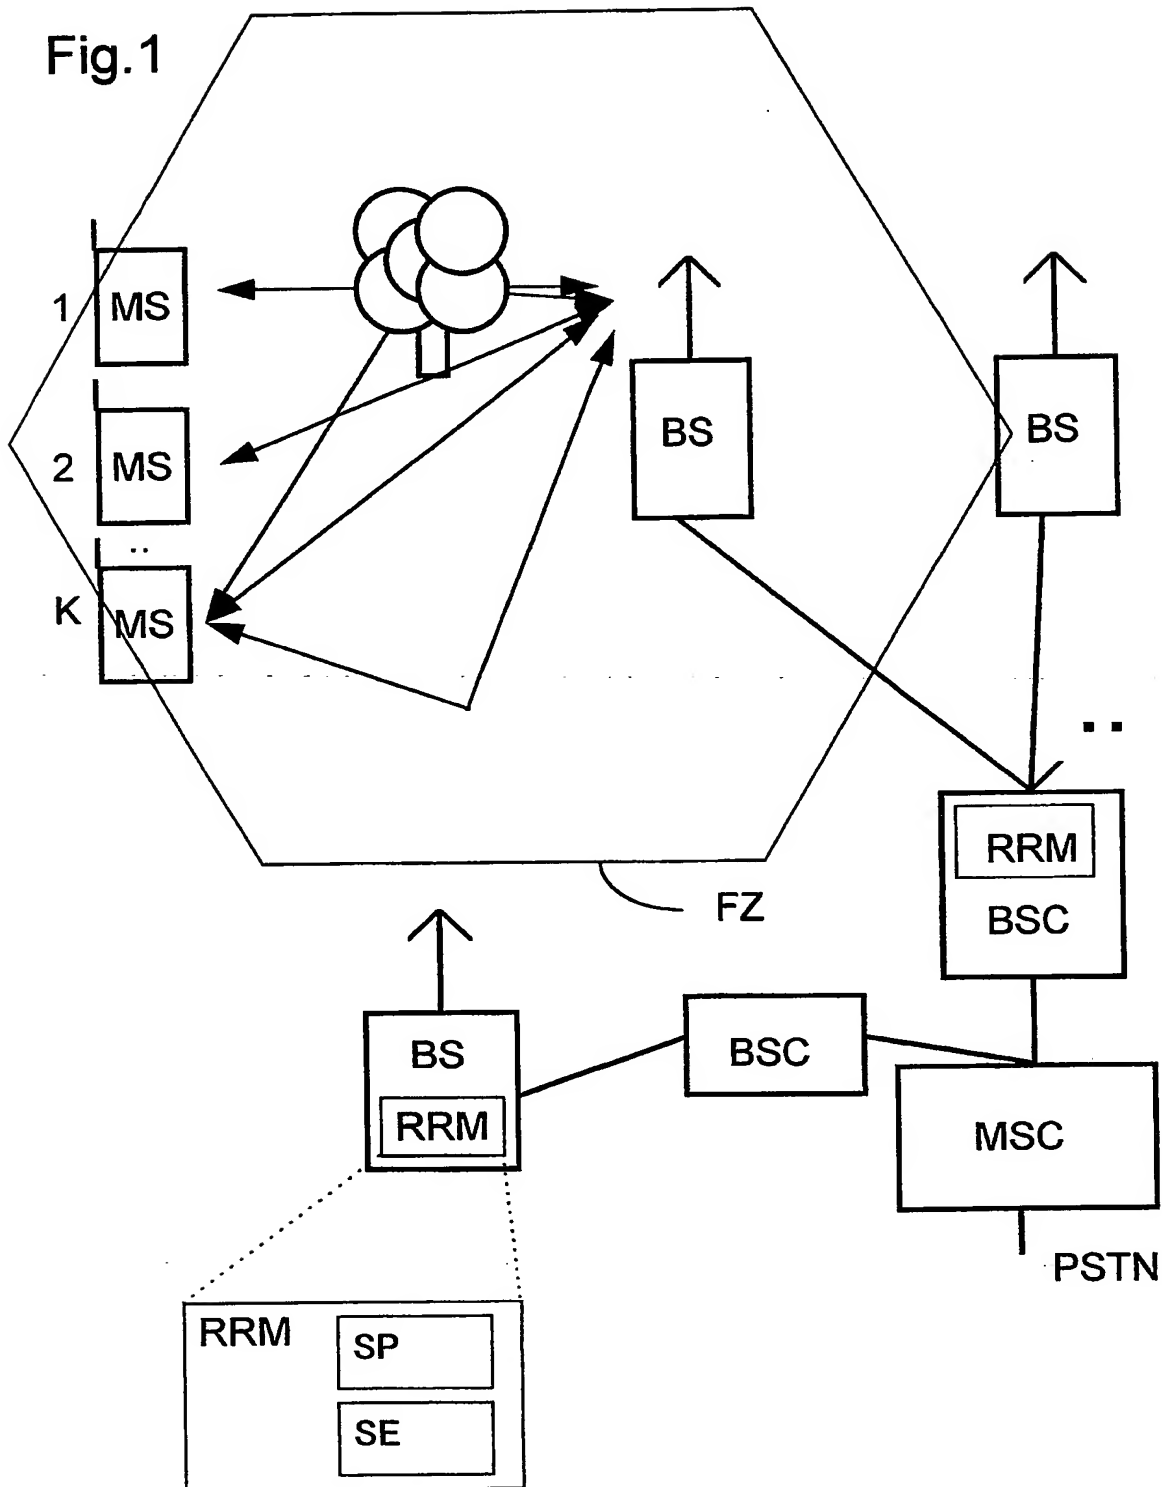 Fig.1
1 MS
2 MS
..
K MS
BS
BS
..
RRM
BSC
FZ
BS
RRM
BSC
MSC
PSTN
RRM
SP
SE